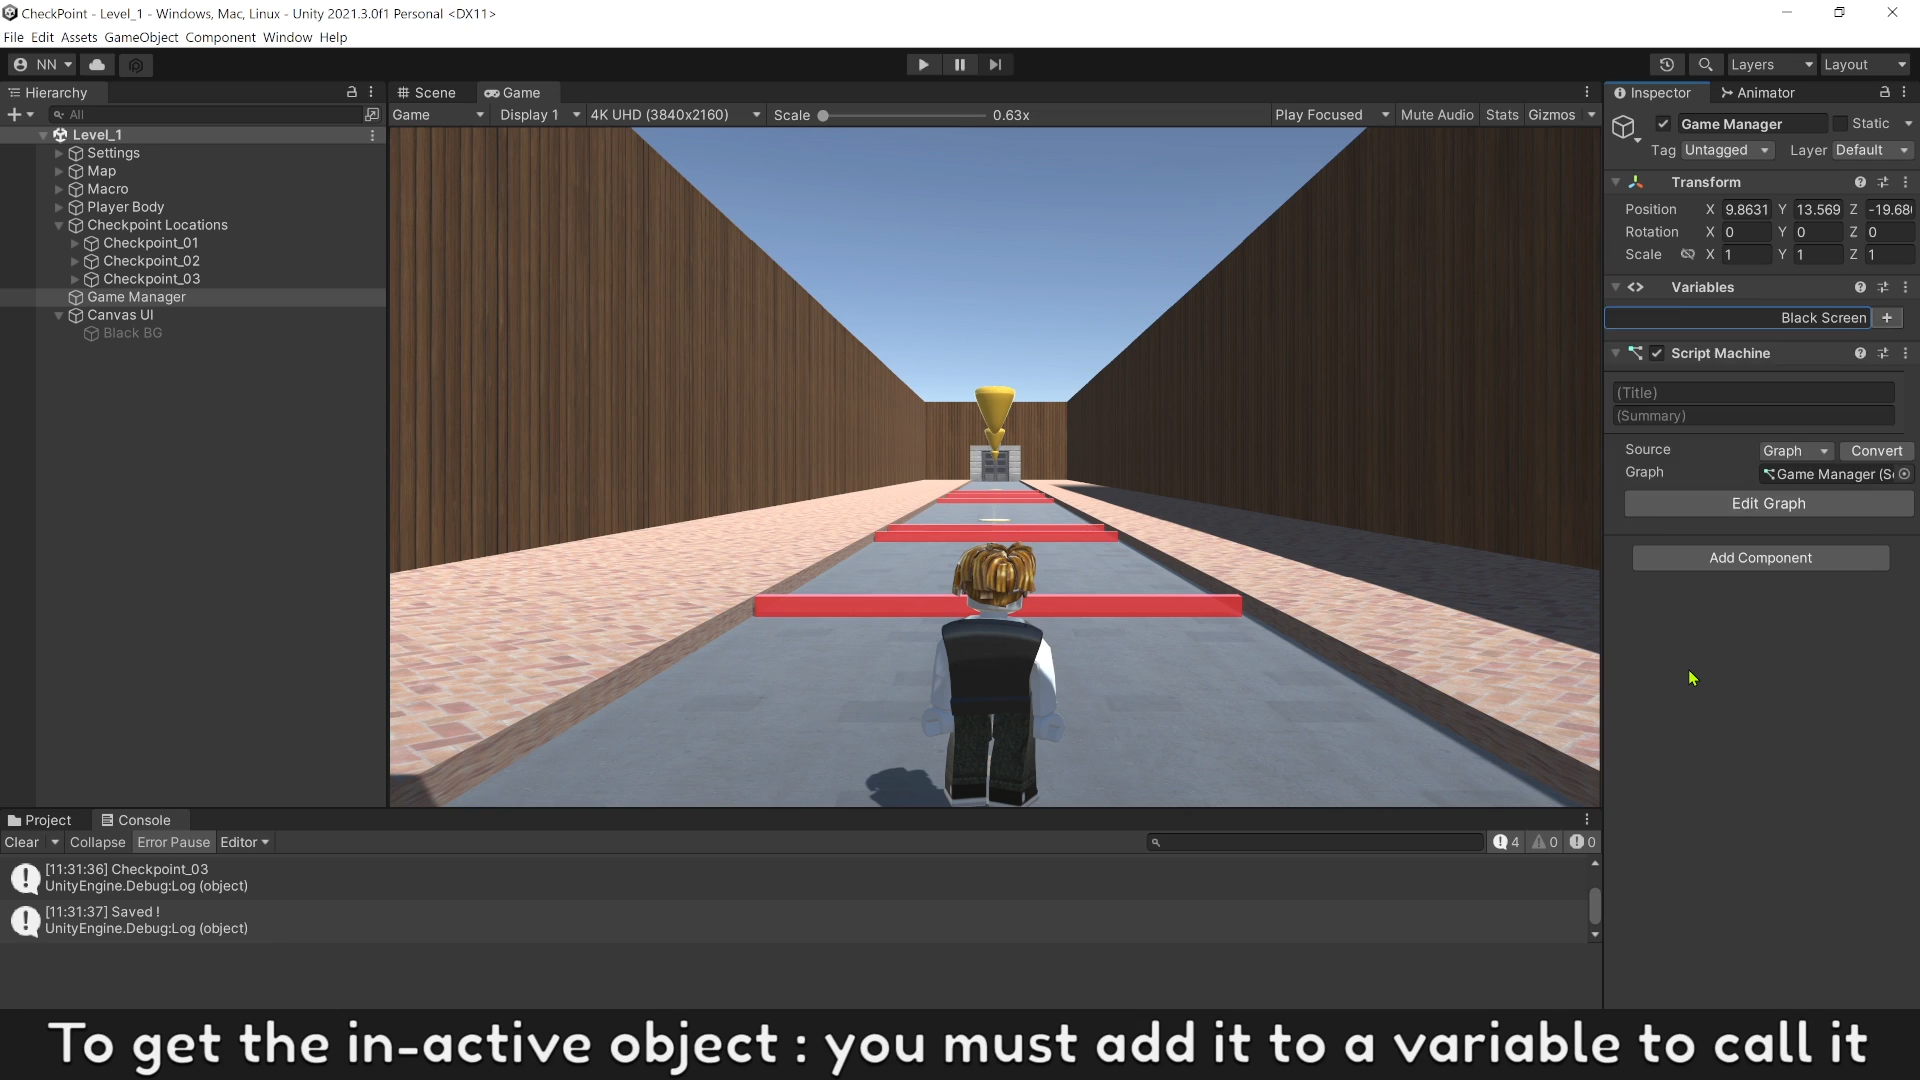 CheckPoint - Level_1 - Windows, Mac, Linux - Unity 2021.3.0f1 Personal <DX11>
File Edit Assets GameObject Component Window Help
NN
Layers
Layout
Hierarchy
All
Level_1
Settings
Map
Macro
Player Body
Checkpoint Locations
Checkpoint_01
Checkpoint_02
Checkpoint_03
Game Manager
Canvas UI
Black BG
Scene Game
Game Display 1 4K UHD (3840x2160) Scale 0.63x Play Focused Mute Audio Stats Gizmos
Inspector Animator
Game Manager Static
Tag Untagged Layer Default
Transform
Position X 9.8631 Y 13.569 Z -19.68
Rotation X 0 Y 0 Z 0
Scale X 1 Y 1 Z 1
Variables
Black Screen +
Script Machine
(Title)
(Summary)
Source Graph Convert
Graph Game Manager (S
Edit Graph
Add Component
Project Console
Clear Collapse Error Pause Editor 4 0 0
[11:31:36] Checkpoint_03
UnityEngine.Debug:Log (object)
[11:31:37] Saved !
UnityEngine.Debug:Log (object)
To get the in-active object : you must add it to a variable to call it